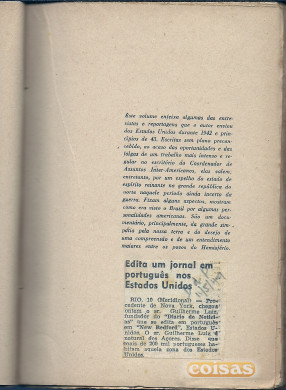 Este volume enfeixa algumas das entre-
vistas e reportagens que o autor enviou
dos Estados Unidos durante 1942 e prin-
cípios de 43. Escritas sem plano precon-
cebido, ao acaso das oportunidades e das
folgas de um trabalho mais intenso e re-
gular no escritório do Coordenador de
Assuntos Inter-Americanos, elas valem,
entretanto, por um espelho do estado de
espírito reinante na grande república do
norte naquele período ainda incerto da
guerra. Fixam alguns aspectos, mostram
como era visto o Brasil por algumas per-
sonalidades americanas. São um docu-
mentário, principalmente, da grande sim-
patia pela nossa terra e do desejo de
uma compreensão e de um entendimento
maiores entre os povos do Hemisfério.
Edita um jornal em
português nos
Estados Unidos
RIO, 10 (Meridional) — Pro-
cedente de Nova York, chegou
ontem o sr. Guilherme Luiz,
fundador do "Diario de Notí-
cias" que se edita em português
em "New Bedford", Estados U-
nidos. O sr. Guilherme Luiz é
natural dos Açores. Disse que
mais de 200 mil portugueses ha-
bitam aquela zona dos Estados
Unidos.
coisas